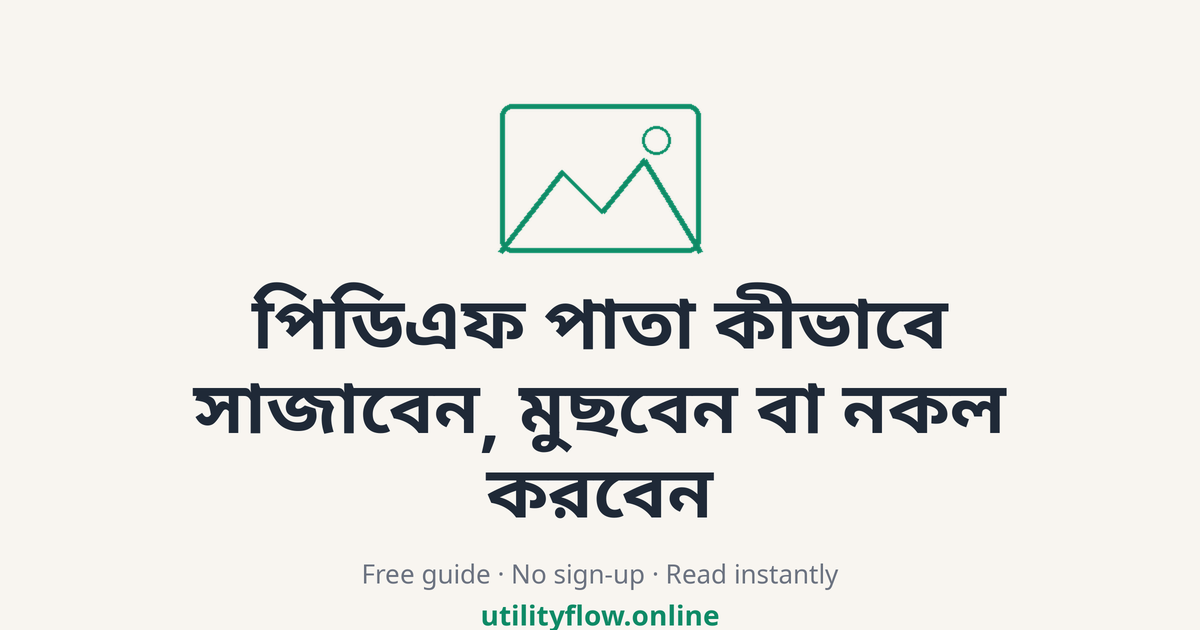 পিডিএফ পাতা কীভাবে
সাজাবেন, মুছবেন বা নকল
করবেন
Free guide · No sign-up · Read instantly
utilityflow.online